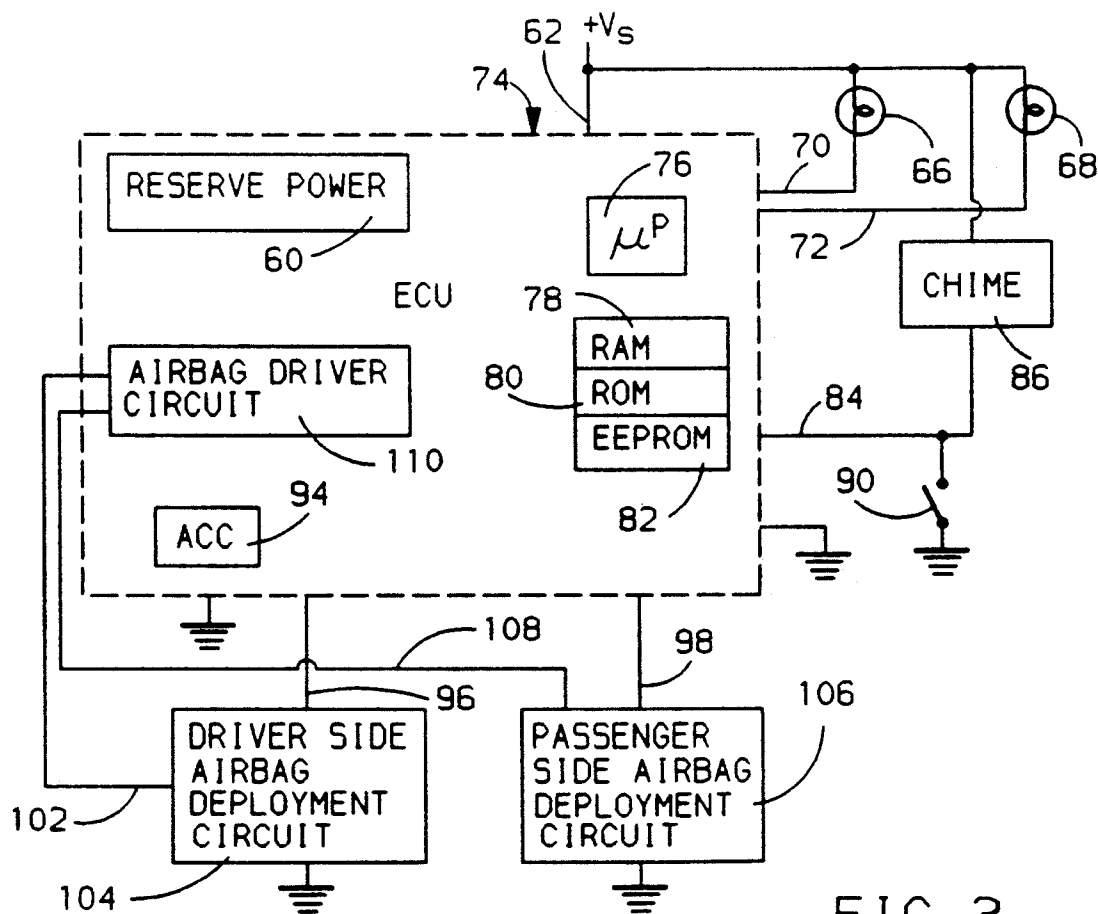 +VS
62
74
RESERVE POWER
60
76
μP
70
66
68
72
ECU
78
RAM
80
ROM
EEPROM
82
CHIME
86
84
90
AIRBAG DRIVER
CIRCUIT
110
94
ACC
108
96
98
106
DRIVER SIDE
AIRBAG
DEPLOYMENT
CIRCUIT
102
104
PASSENGER
SIDE AIRBAG
DEPLOYMENT
CIRCUIT